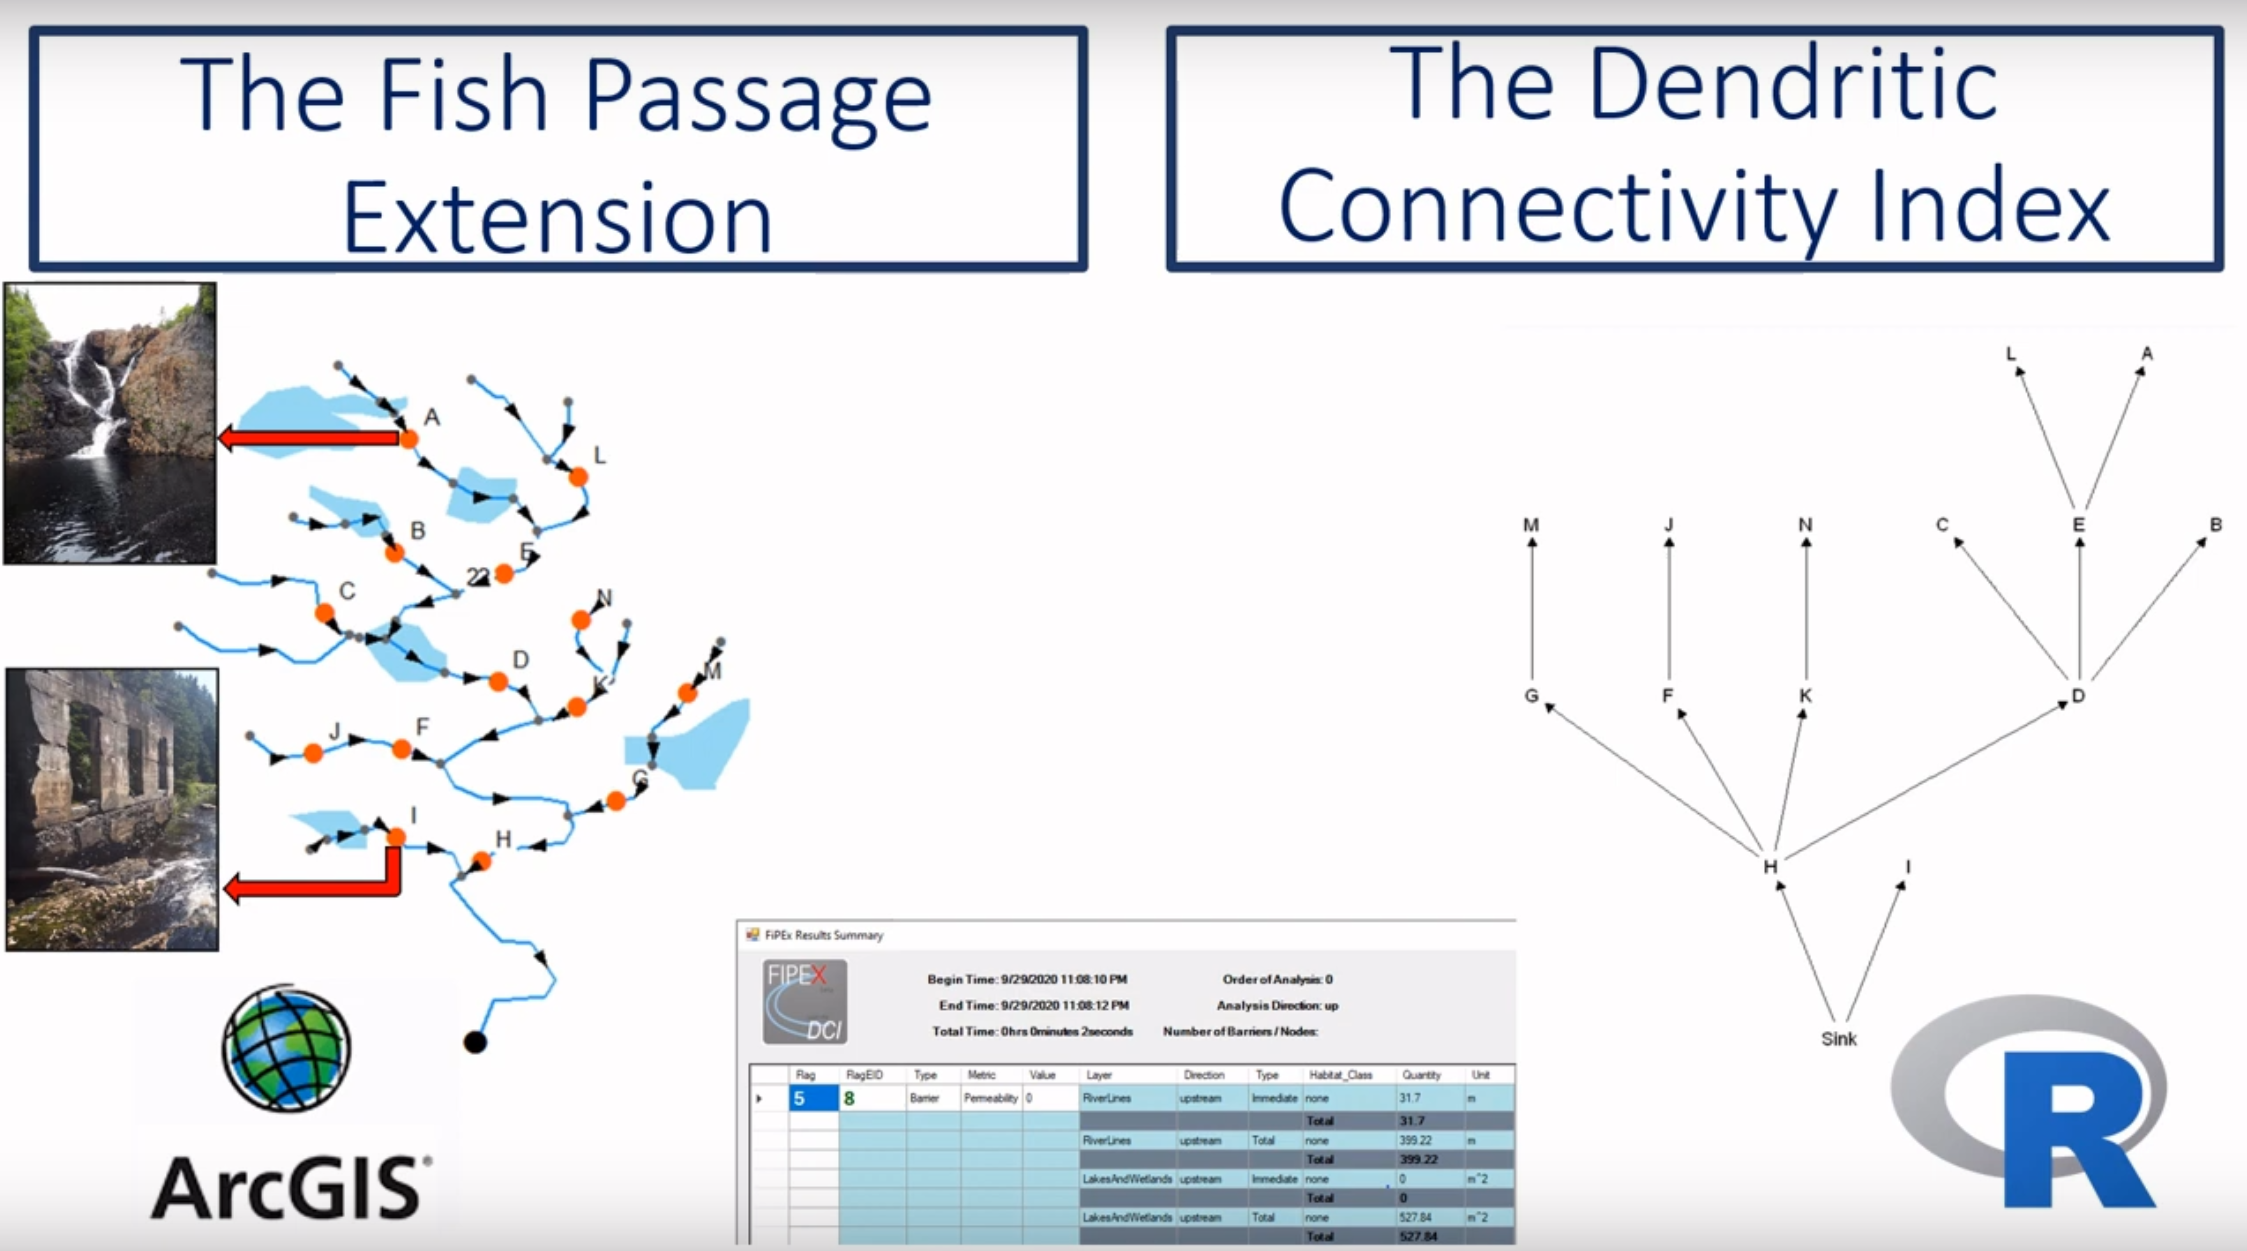 The Fish Passage
Extension
The Dendritic
Connectivity Index
A
L
B
E
22
C
N
D
K
M
J
F
G
I
H
L
A
M
J
N
C
E
B
G
F
K
D
H
I
Sink
ArcGIS®
R
FiPEx Results Summary
FIPEX
DCI
Begin Time: 9/29/2020 11:08:10 PM
Order of Analysis: 0
End Time: 9/29/2020 11:08:12 PM
Analysis Direction: up
Total Time: 0hrs 0minutes 2seconds
Number of Barriers / Nodes:
Flag FlagEID Type Metric Value Layer Direction Type Habitat_Class Quantity Unit
5 8 Barrier Permeability 0 RiverLines upstream Immediate none 31.7 m
Total 31.7
RiverLines upstream Total none 399.22 m
Total 399.22
LakesAndWetlands upstream Immediate none 0 m^2
Total 0
LakesAndWetlands upstream Total none 527.84 m^2
Total 527.84